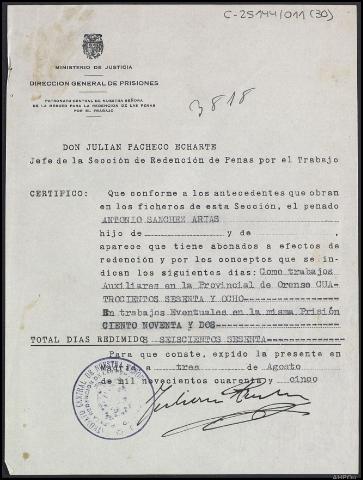 C-25144/011 (30)
MINISTERIO DE JUSTICIA
DIRECCION GENERAL DE PRISIONES
PATRONATO CENTRAL DE NUESTRA SEÑORA
DE LA MERCED PARA LA REDENCION DE LAS PENAS
POR EL TRABAJO
3818
DON JULIAN PACHECO ECHARTE
Jefe de la Sección de Redención de Penas por el Trabajo
CERTIFICO: Que conforme a los antecedentes que obran
en los ficheros de esta Sección, el penado
ANTONIO SANCHEZ ARIAS
hijo de y de ,
aparece que tiene abonados a efectos de
redención y por los conceptos que se in-
dican los siguientes días: Como trabajos
Auxiliares en la Provincial de Orense CUA-
TROCIENTOS SESENTA Y OCHO
En trabajos Eventuales en la misma Prisión
CIENTO NOVENTA Y DOS
TOTAL DIAS REDIMIDOS SEISCIENTOS SESENTA
Para que conste, expido la presente en
Madrid a tres de Agosto
de mil novecientos cuarenta y cinco
AHPOu